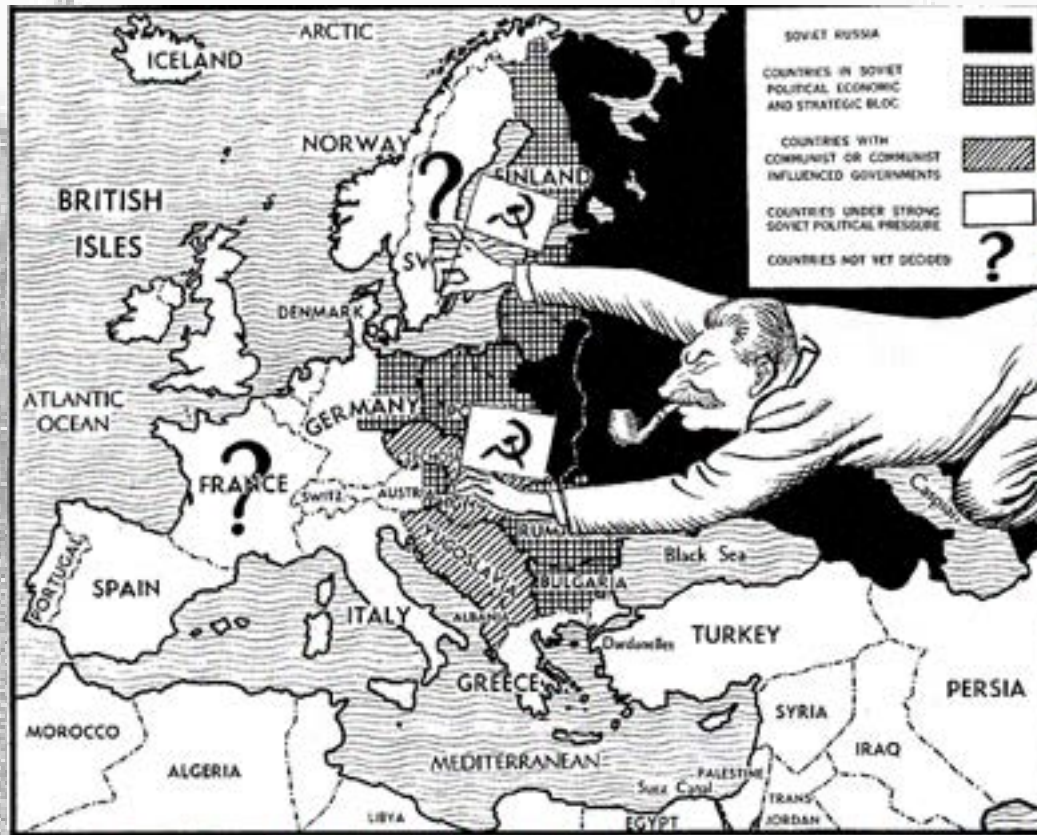 ARCTIC
ICELAND
SOVIET RUSSIA
COUNTRIES IN SOVIET
POLITICAL ECONOMIC
AND STRATEGIC BLOC
COUNTRIES WITH
COMMUNIST OR COMMUNIST
INFLUENCED GOVERNMENTS
COUNTRIES UNDER STRONG
SOVIET POLITICAL PRESSURE
COUNTRIES NOT YET DECIDED
?
NORWAY
?
FINLAND
BRITISH
ISLES
SW
DENMARK
ATLANTIC
OCEAN
GERMANY
FRANCE
?
SWITZ
AUSTRIA
Caspian
RUM
YUGOSLAVIA
Black Sea
BULGARIA
PORTUGAL
SPAIN
ITALY
ALBANIA
Dardanelles
TURKEY
GREECE
PERSIA
SYRIA
MOROCCO
ALGERIA
MEDITERRANEAN
IRAQ
PALESTINE
Suez Canal
TRANS
JORDAN
LIBYA
EGYPT